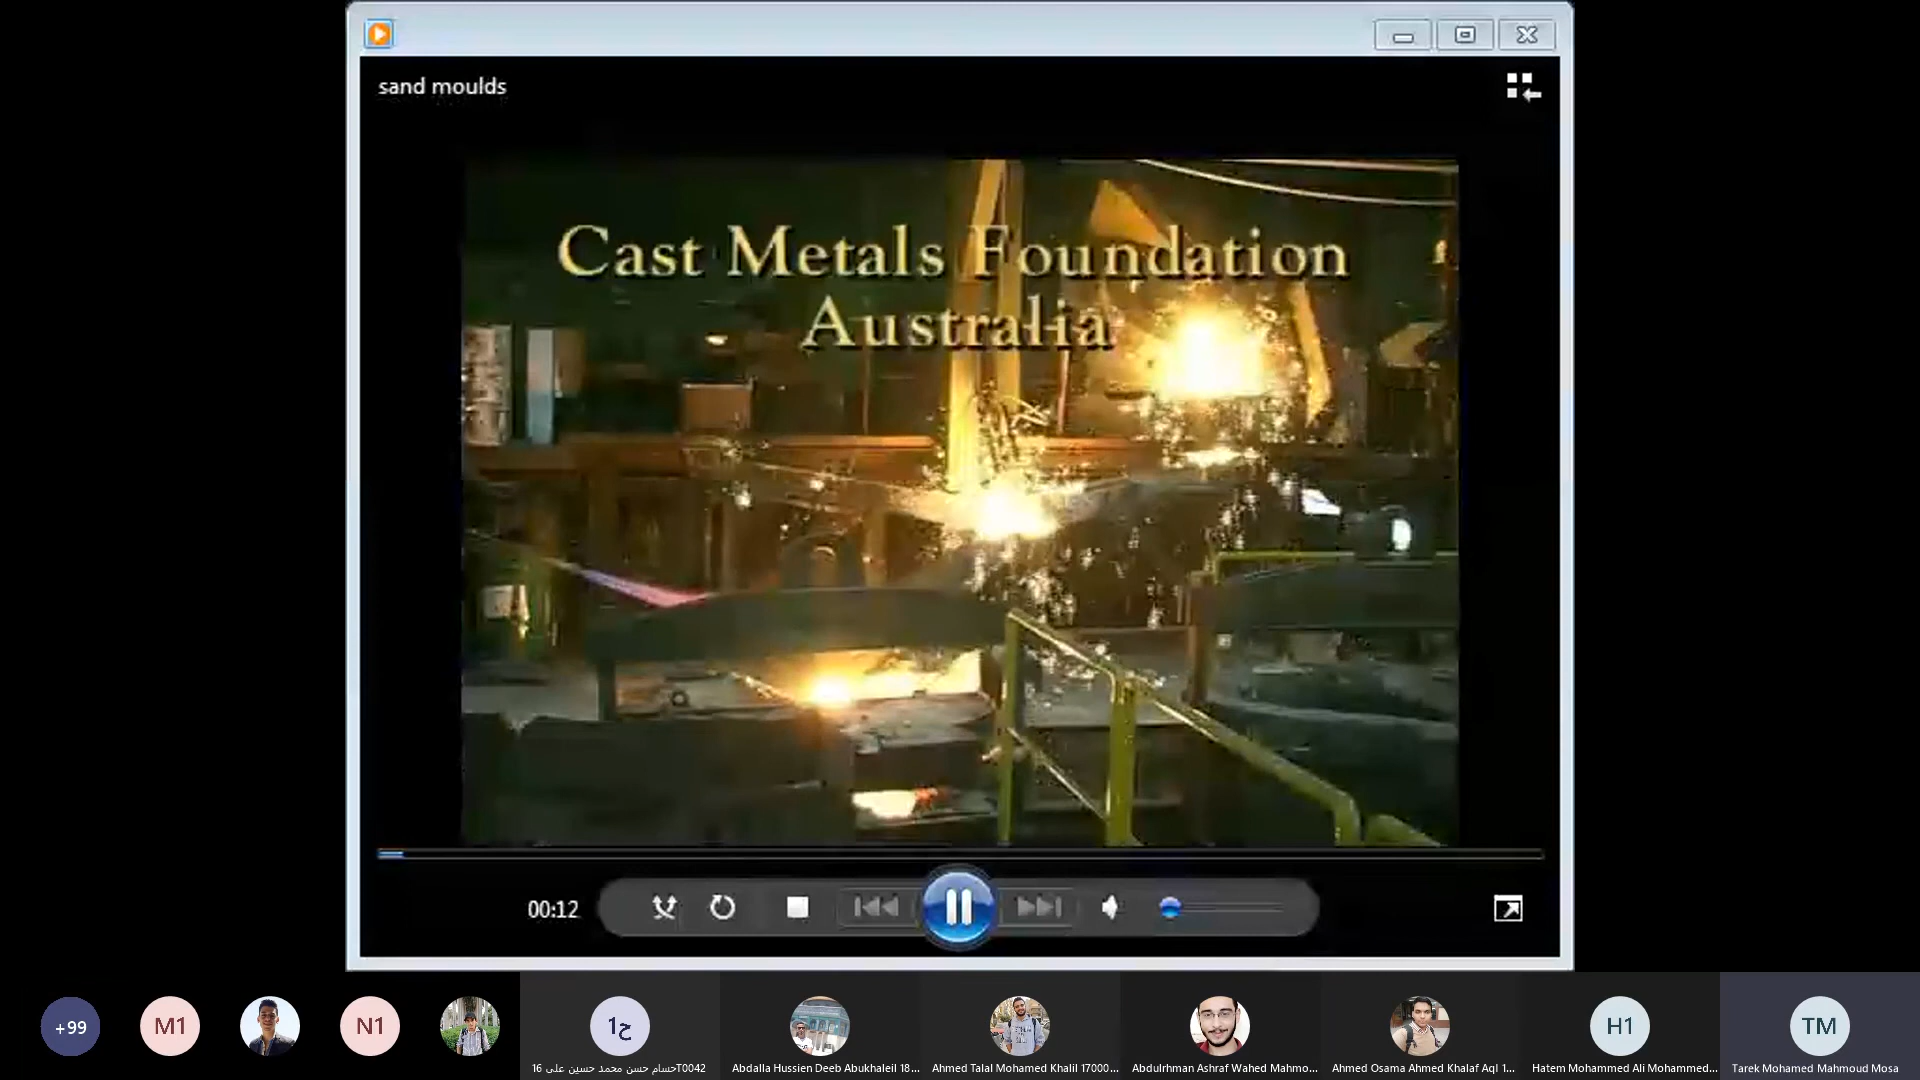 sand moulds
Cast Metals Foundation
Australia
00:12
+99
M1
N1
ح1
حسام حسن محمد حسين على 16T0042
Abdalla Hussien Deeb Abukhaleil 18...
Ahmed Talal Mohamed Khalil 17000...
Abdulrhman Ashraf Wahed Mahmo...
Ahmed Osama Ahmed Khalaf Aql 1...
H1
Hatem Mohammed Ali Mohammed...
TM
Tarek Mohamed Mahmoud Mosa